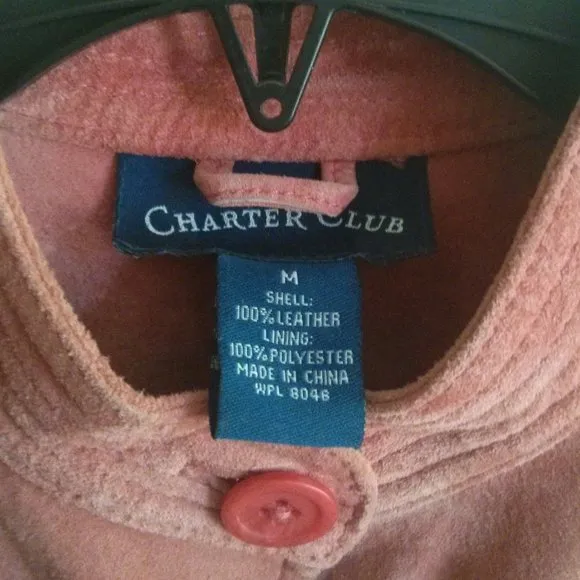 CHARTER CLUB
M
SHELL:
100% LEATHER
LINING:
100% POLYESTER
MADE IN CHINA
WPL 8046